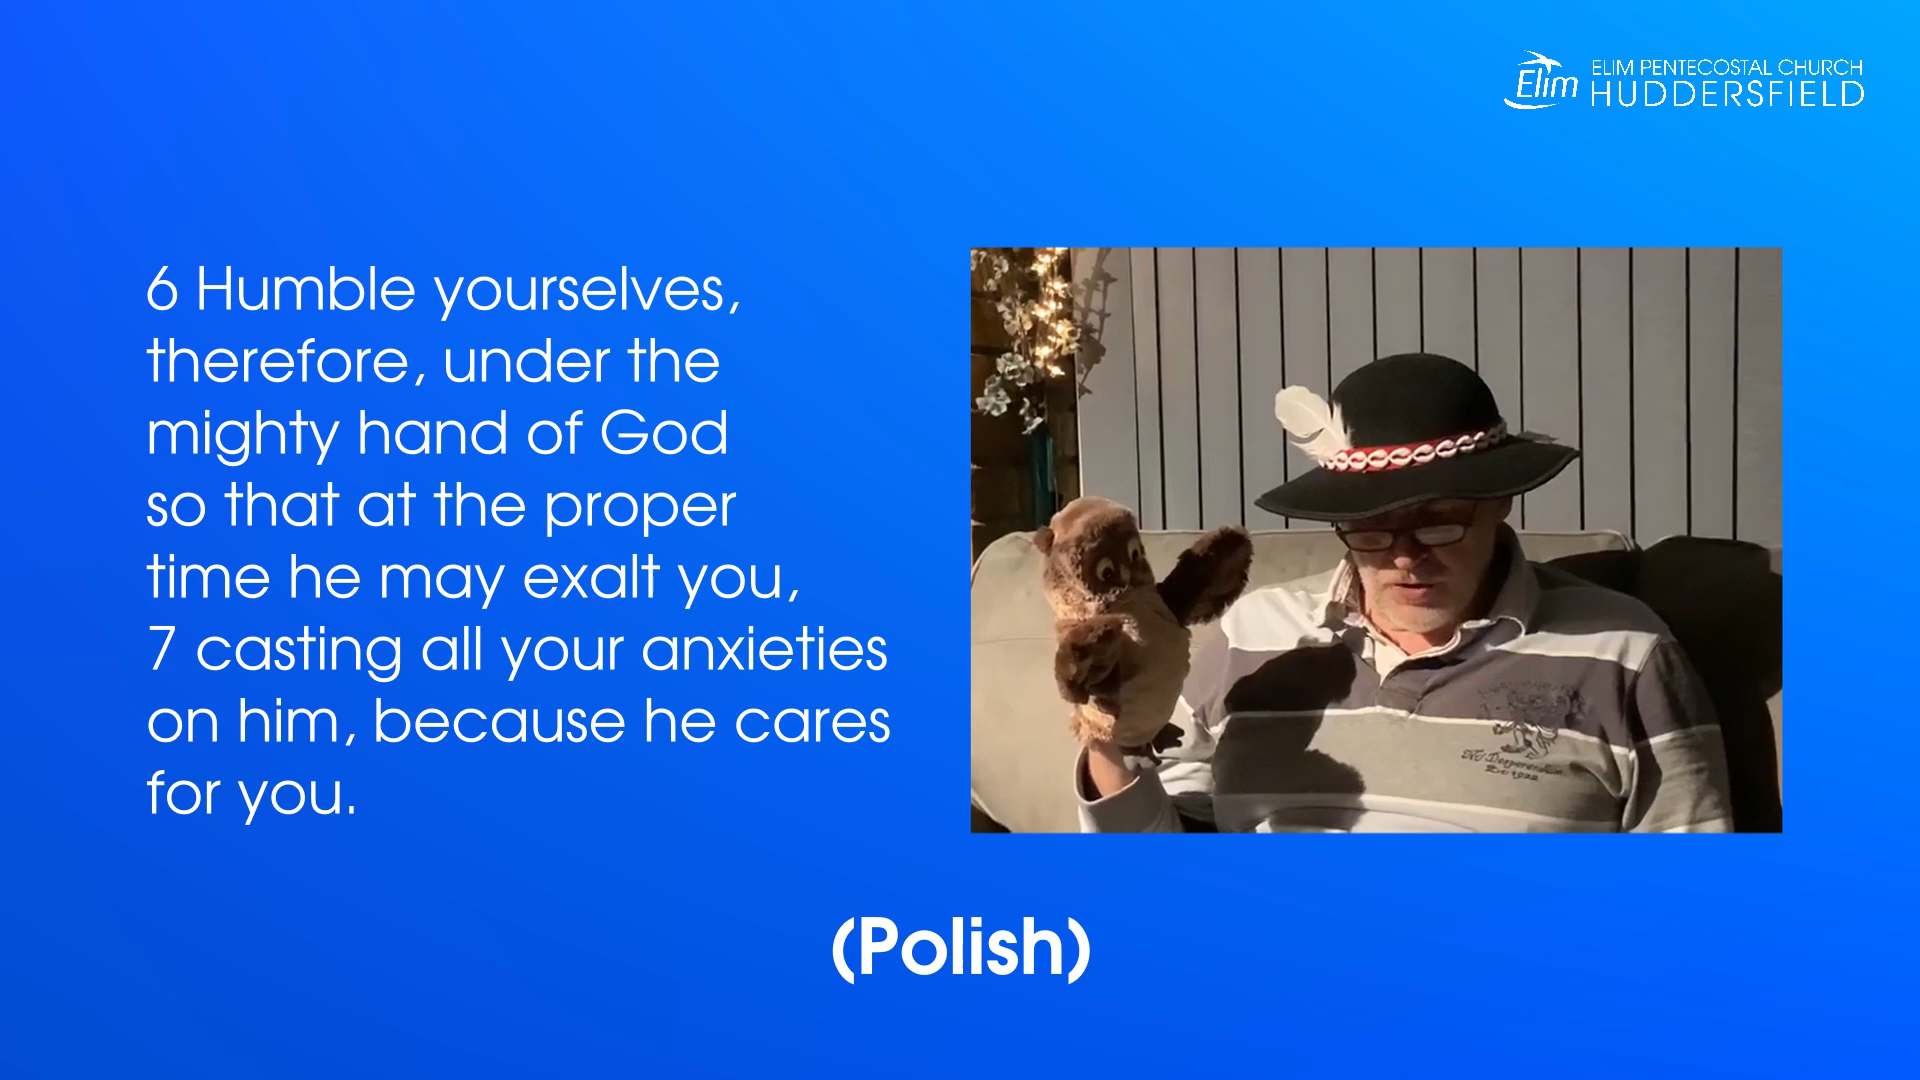 Elim
ELIM PENTECOSTAL CHURCH
HUDDERSFIELD
6 Humble yourselves,
therefore, under the
mighty hand of God
so that at the proper
time he may exalt you,
7 casting all your anxieties
on him, because he cares
for you.
(Polish)